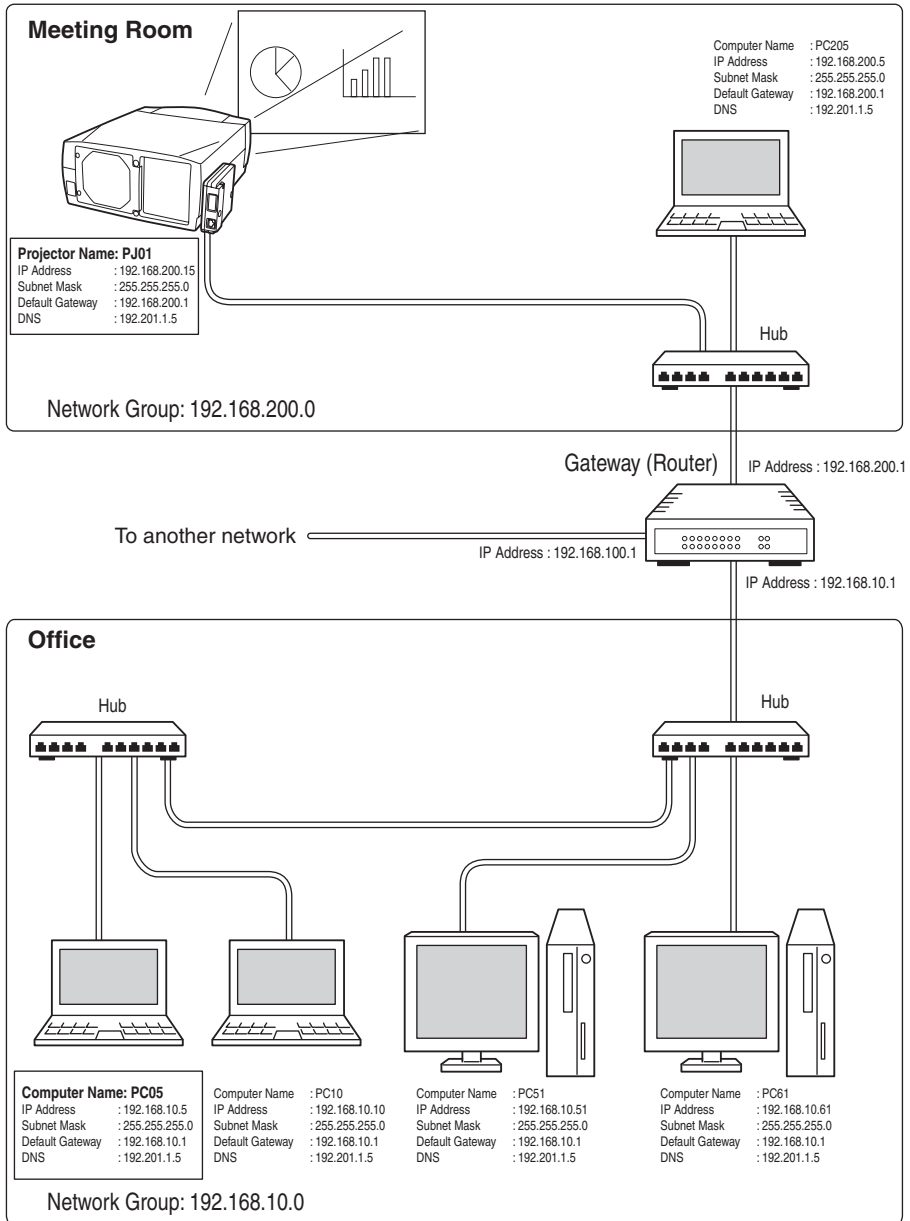 Meeting Room
Computer Name : PC205
IP Address : 192.168.200.5
Subnet Mask : 255.255.255.0
Default Gateway : 192.168.200.1
DNS : 192.201.1.5
Projector Name: PJ01
IP Address : 192.168.200.15
Subnet Mask : 255.255.255.0
Default Gateway : 192.168.200.1
DNS : 192.201.1.5
Hub
Network Group: 192.168.200.0
Gateway (Router)
IP Address : 192.168.200.1
To another network
IP Address : 192.168.100.1
IP Address : 192.168.10.1
Office
Hub
Hub
Computer Name: PC05
IP Address : 192.168.10.5
Subnet Mask : 255.255.255.0
Default Gateway : 192.168.10.1
DNS : 192.201.1.5
Computer Name : PC10
IP Address : 192.168.10.10
Subnet Mask : 255.255.255.0
Default Gateway : 192.168.10.1
DNS : 192.201.1.5
Computer Name : PC51
IP Address : 192.168.10.51
Subnet Mask : 255.255.255.0
Default Gateway : 192.168.10.1
DNS : 192.201.1.5
Computer Name : PC61
IP Address : 192.168.10.61
Subnet Mask : 255.255.255.0
Default Gateway : 192.168.10.1
DNS : 192.201.1.5
Network Group: 192.168.10.0